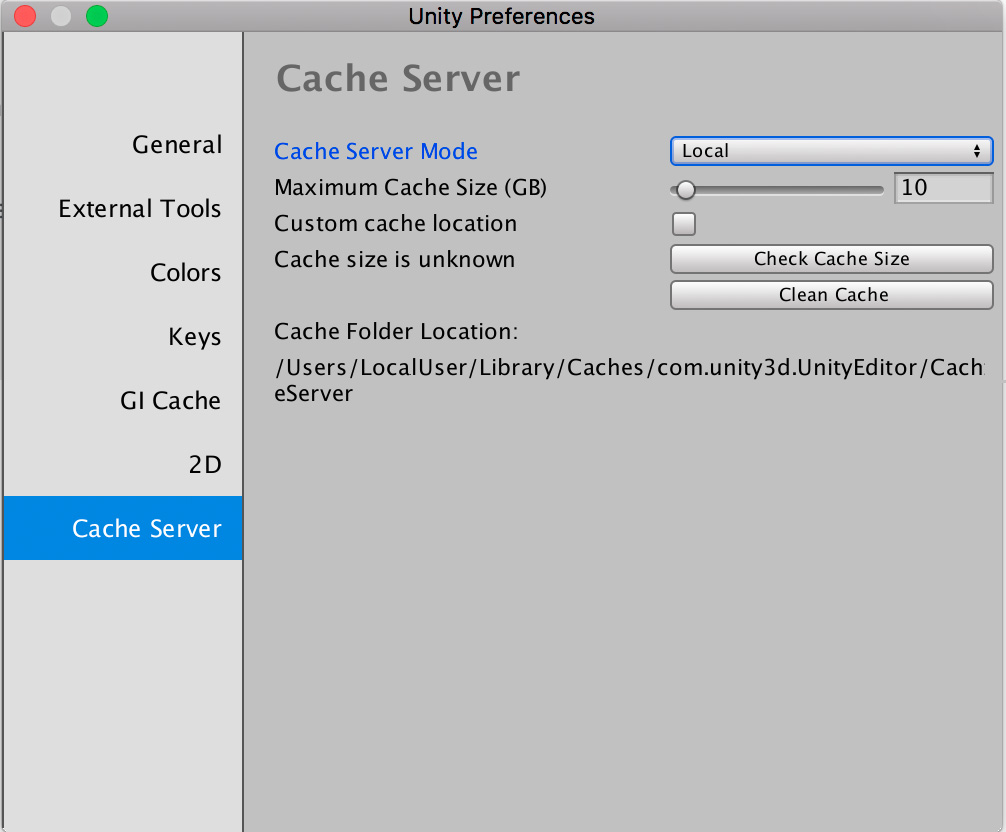 Unity Preferences
General
External Tools
Colors
Keys
GI Cache
2D
Cache Server
Cache Server
Cache Server Mode
Local
Maximum Cache Size (GB)
10
Custom cache location
Cache size is unknown
Check Cache Size
Clean Cache
Cache Folder Location:
/Users/LocalUser/Library/Caches/com.unity3d.UnityEditor/Cach
eServer